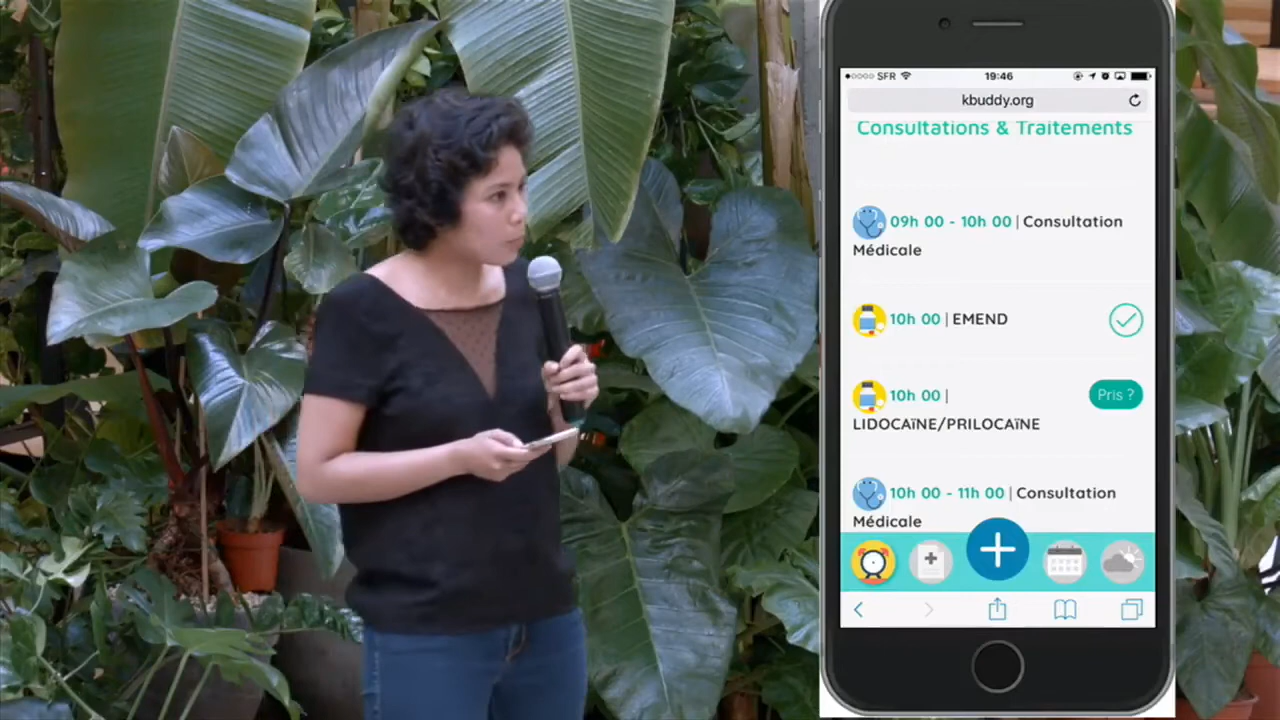 SFR
19:46
kbuddy.org
Consultations & Traitements
09h 00 - 10h 00 | Consultation
Médicale
10h 00 | EMEND
10h 00 |
Pris ?
LIDOCAïNE/PRILOCAïNE
10h 00 - 11h 00 | Consultation
Médicale